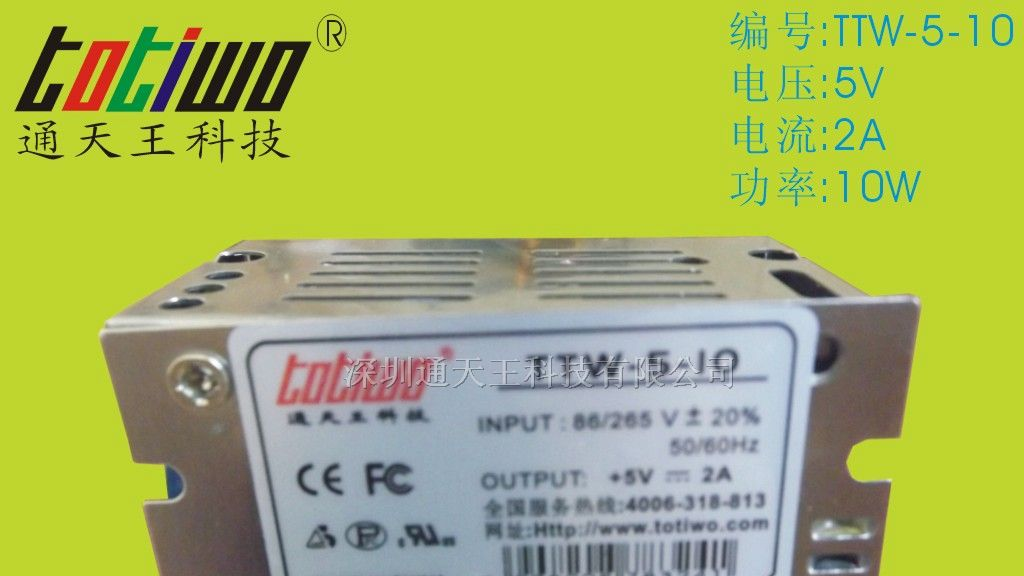 totiwo®
通天王科技
编号:TTW-5-10
电压:5V
电流:2A
功率:10W
totiwo®
通天王科技
TTW-5-10
深圳通天王科技有限公司
INPUT : 86/265 V ± 20%
50/60Hz
OUTPUT: +5V 2A
CE FC
全国服务热线:4006-318-813
网址:Http://www.totiwo.com